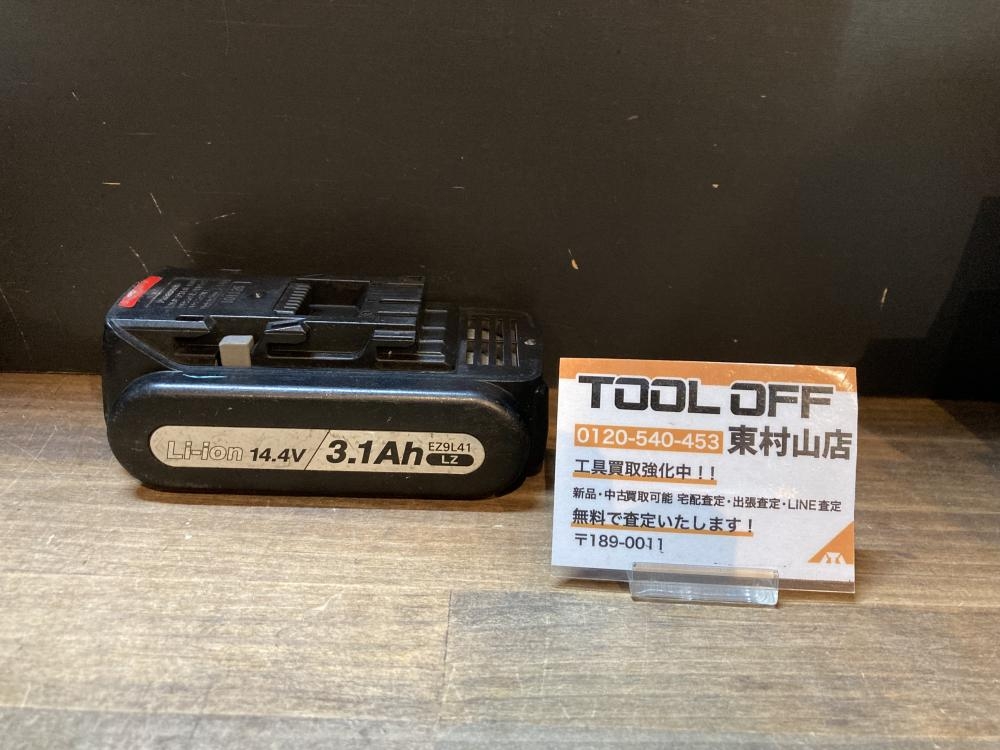 Li-ion 14.4V/3.1Ah EZ9L41
LZ
TOOL OFF
0120-540-453 東村山店
工具買取強化中！！
新品・中古買取可能 宅配査定・出張査定・LINE査定
無料で査定いたします！
〒189-0011